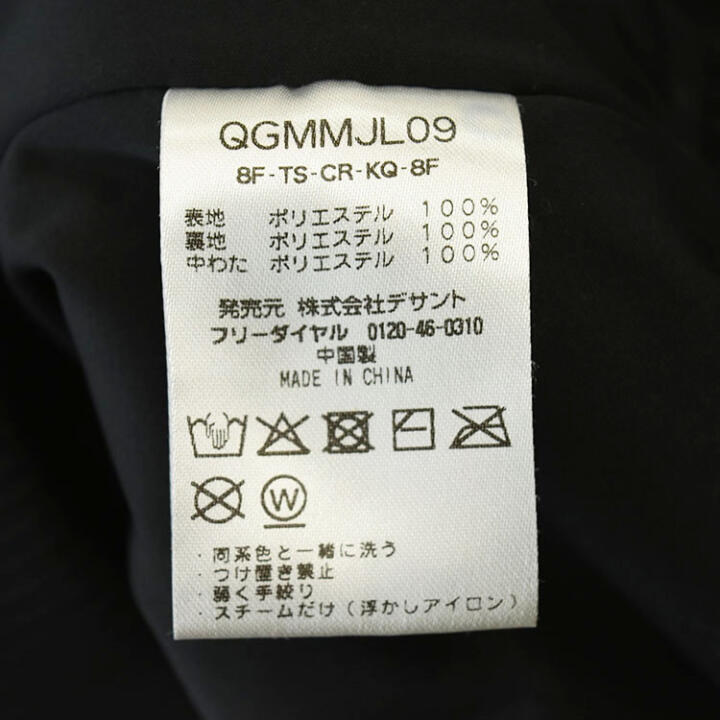 QGMMJL09
8F-TS-CR-KQ-8F
表地 ポリエステル 100%
裏地 ポリエステル 100%
中わた ポリエステル 100%
発売元 株式会社デサント
フリーダイヤル 0120-46-0310
中国製
MADE IN CHINA
W
・同系色と一緒に洗う
・つけ置き禁止
・弱く手絞り
・スチームだけ(浮かしアイロン)